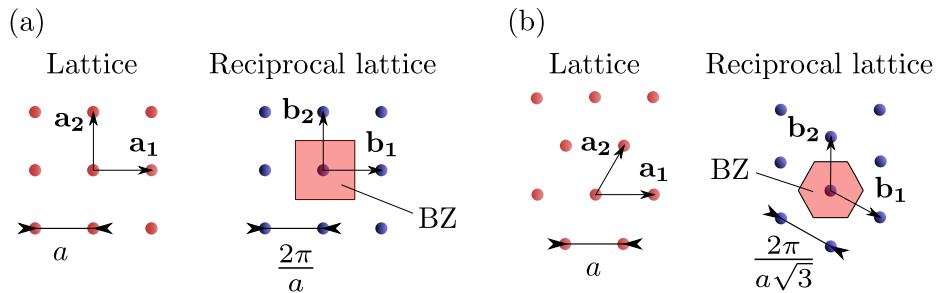 (a)
Lattice
Reciprocal lattice
a₂
a₁
a
b₂
b₁
BZ
2π
a
(b)
Lattice
Reciprocal lattice
a₂
a₁
a
b₂
b₁
BZ
2π
a√3